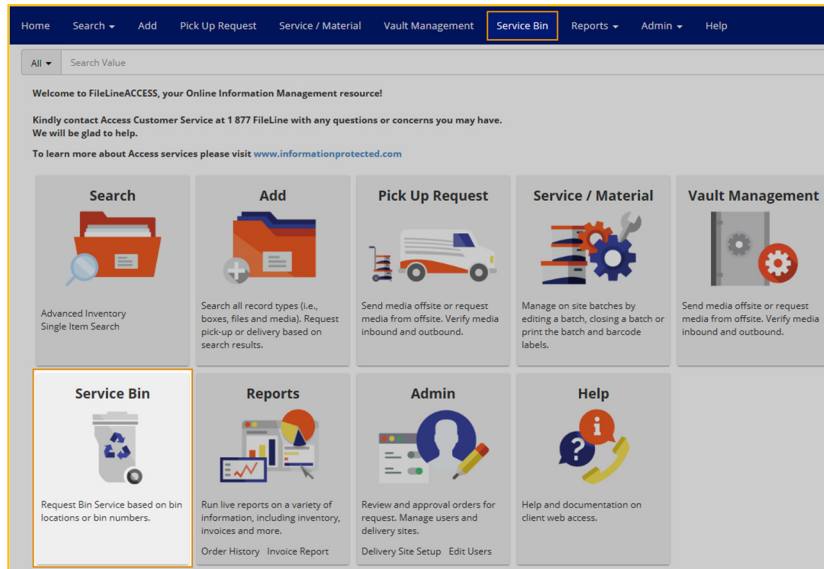 Home Search Add Pick Up Request Service / Material Vault Management Service Bin Reports Admin Help
All Search Value
Welcome to FileLineACCESS, your Online Information Management resource!
Kindly contact Access Customer Service at 1 877 FileLine with any questions or concerns you may have.
We will be glad to help.
To learn more about Access services please visit www.informationprotected.com
Search
Advanced Inventory
Single Item Search
Add
Search all record types (i.e.,
boxes, files and media). Request
pick-up or delivery based on
search results.
Pick Up Request
Send media offsite or request
media from offsite. Verify media
inbound and outbound.
Service / Material
Manage on site batches by
editing a batch, closing a batch or
print the batch and barcode
labels.
Vault Management
Send media offsite or request
media from offsite. Verify media
inbound and outbound.
Service Bin
Request Bin Service based on bin
locations or bin numbers.
Reports
Run live reports on a variety of
information, including inventory,
invoices and more.
Order History Invoice Report
Admin
Review and approval orders for
request. Manage users and
delivery sites.
Delivery Site Setup Edit Users
Help
Help and documentation on
client web access.